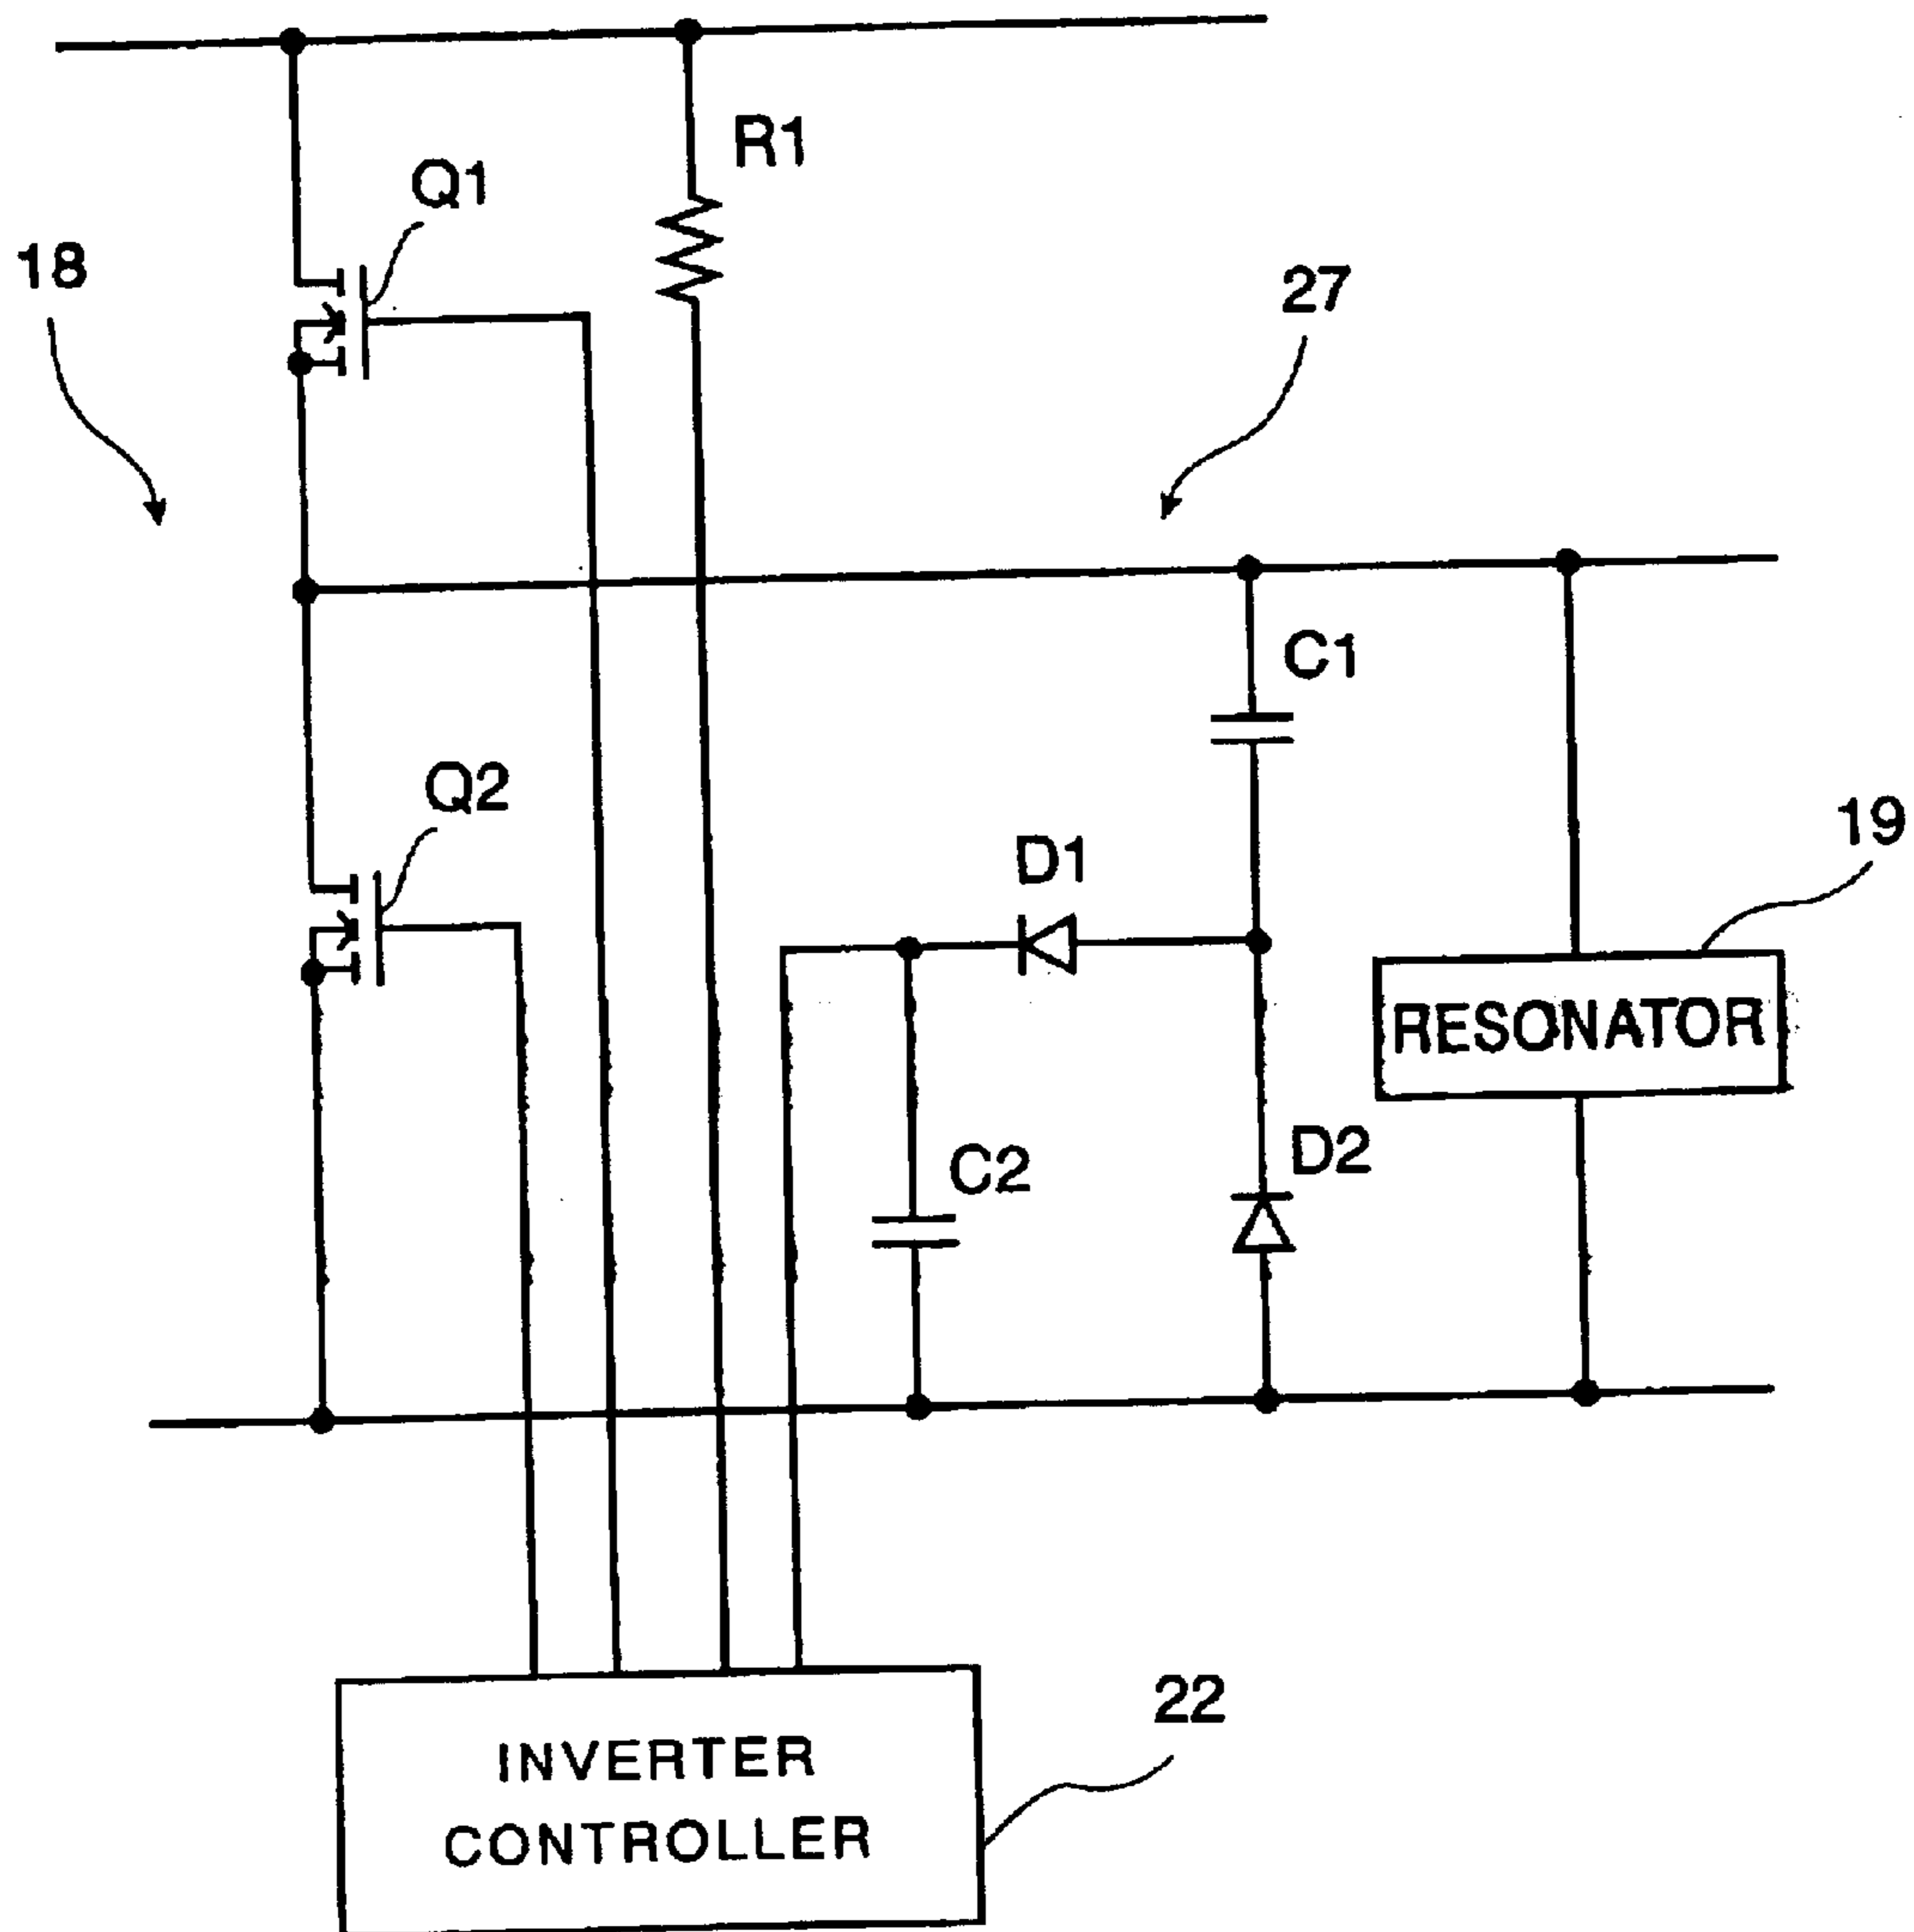 R1
Q1
18
27
C1
Q2
19
D1
RESONATOR
D2
C2
22
INVERTER
CONTROLLER